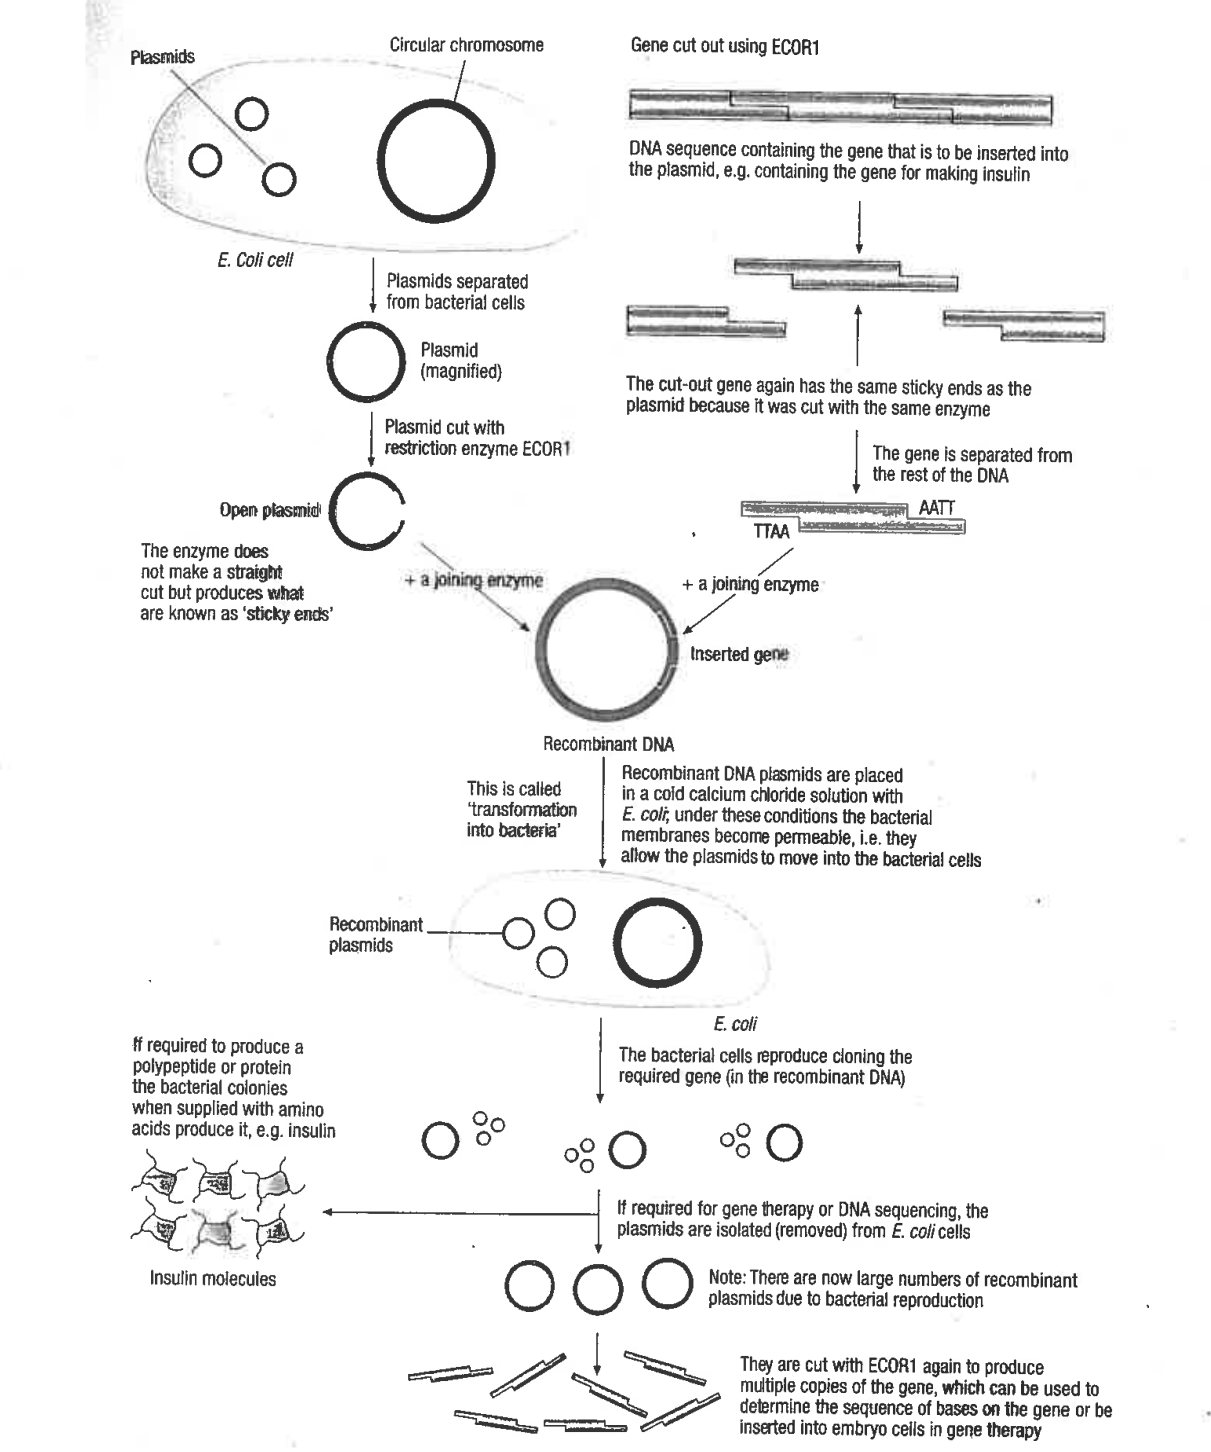 Plasmids
Circular chromosome
E. Coli cell
Plasmids separated
from bacterial cells
Plasmid
(magnified)
Plasmid cut with
restriction enzyme ECOR1
Open plasmid
The enzyme does
not make a straight
cut but produces what
are known as 'sticky ends'
+ a joining enzyme
Gene cut out using ECOR1
DNA sequence containing the gene that is to be inserted into
the plasmid, e.g. containing the gene for making insulin
The cut-out gene again has the same sticky ends as the
plasmid because it was cut with the same enzyme
The gene is separated from
the rest of the DNA
AATT
TTAA
+ a joining enzyme
Inserted gene
Recombinant DNA
This is called
'transformation
into bacteria'
Recombinant DNA plasmids are placed
in a cold calcium chloride solution with
E. coli; under these conditions the bacterial
membranes become permeable, i.e. they
allow the plasmids to move into the bacterial cells
Recombinant
plasmids
E. coli
The bacterial cells reproduce cloning the
required gene (in the recombinant DNA)
If required to produce a
polypeptide or protein
the bacterial colonies
when supplied with amino
acids produce it, e.g. insulin
Insulin molecules
If required for gene therapy or DNA sequencing, the
plasmids are isolated (removed) from E. coli cells
Note: There are now large numbers of recombinant
plasmids due to bacterial reproduction
They are cut with ECOR1 again to produce
multiple copies of the gene, which can be used to
determine the sequence of bases on the gene or be
inserted into embryo cells in gene therapy